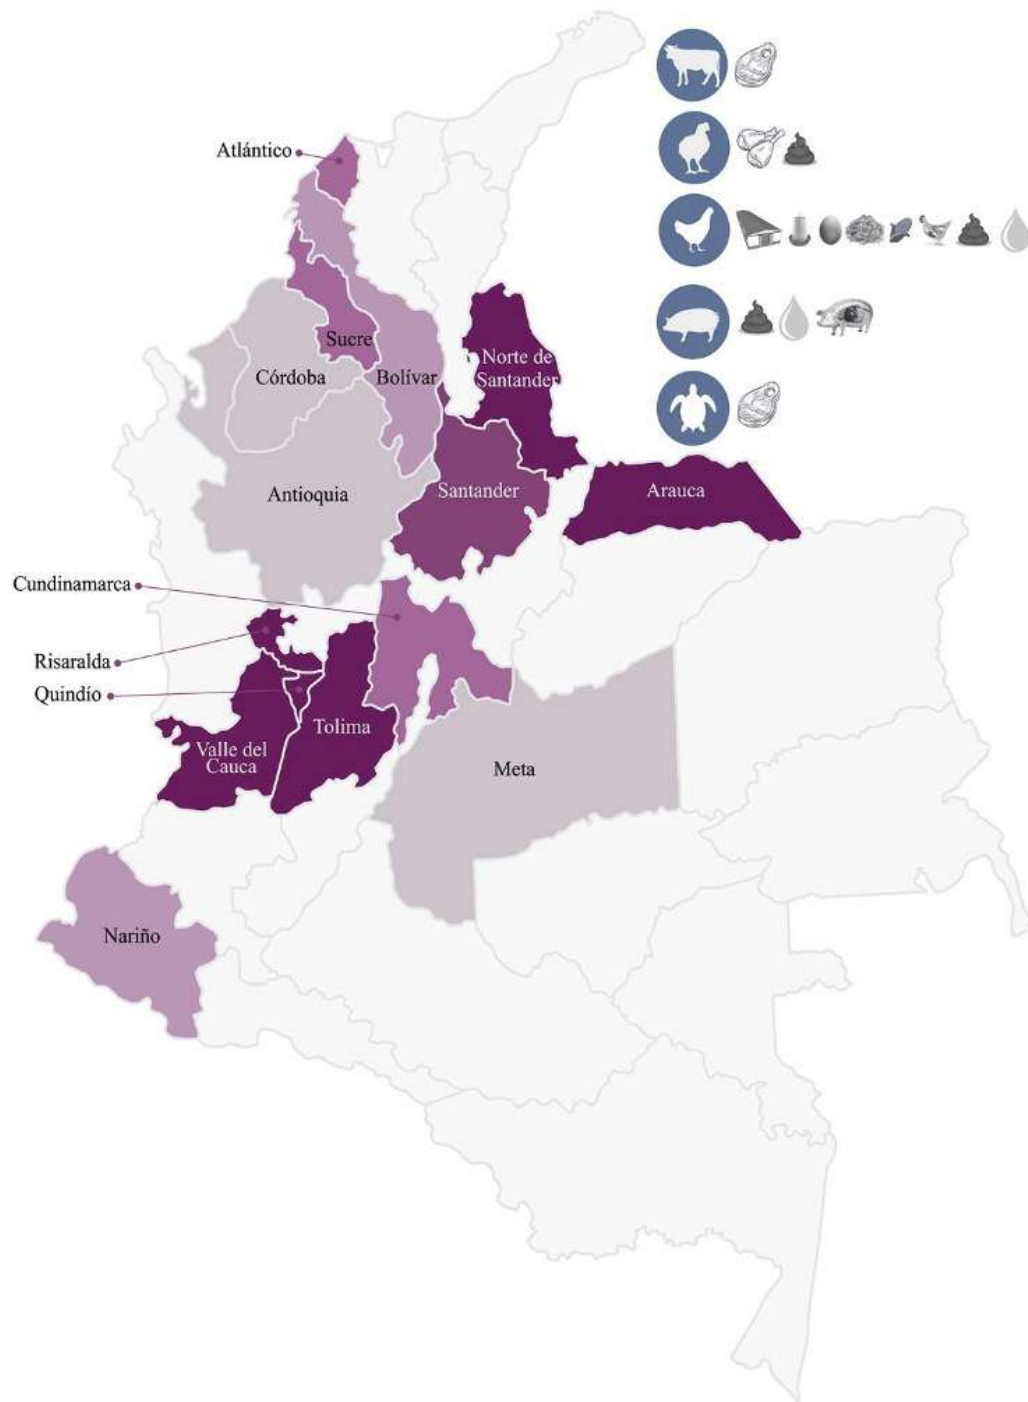 Atlántico
Sucre
Córdoba
Bolívar
Norte de
Santander
Antioquia
Santander
Arauca
Cundinamarca
Risaralda
Quindío
Tolima
Valle del
Cauca
Meta
Nariño